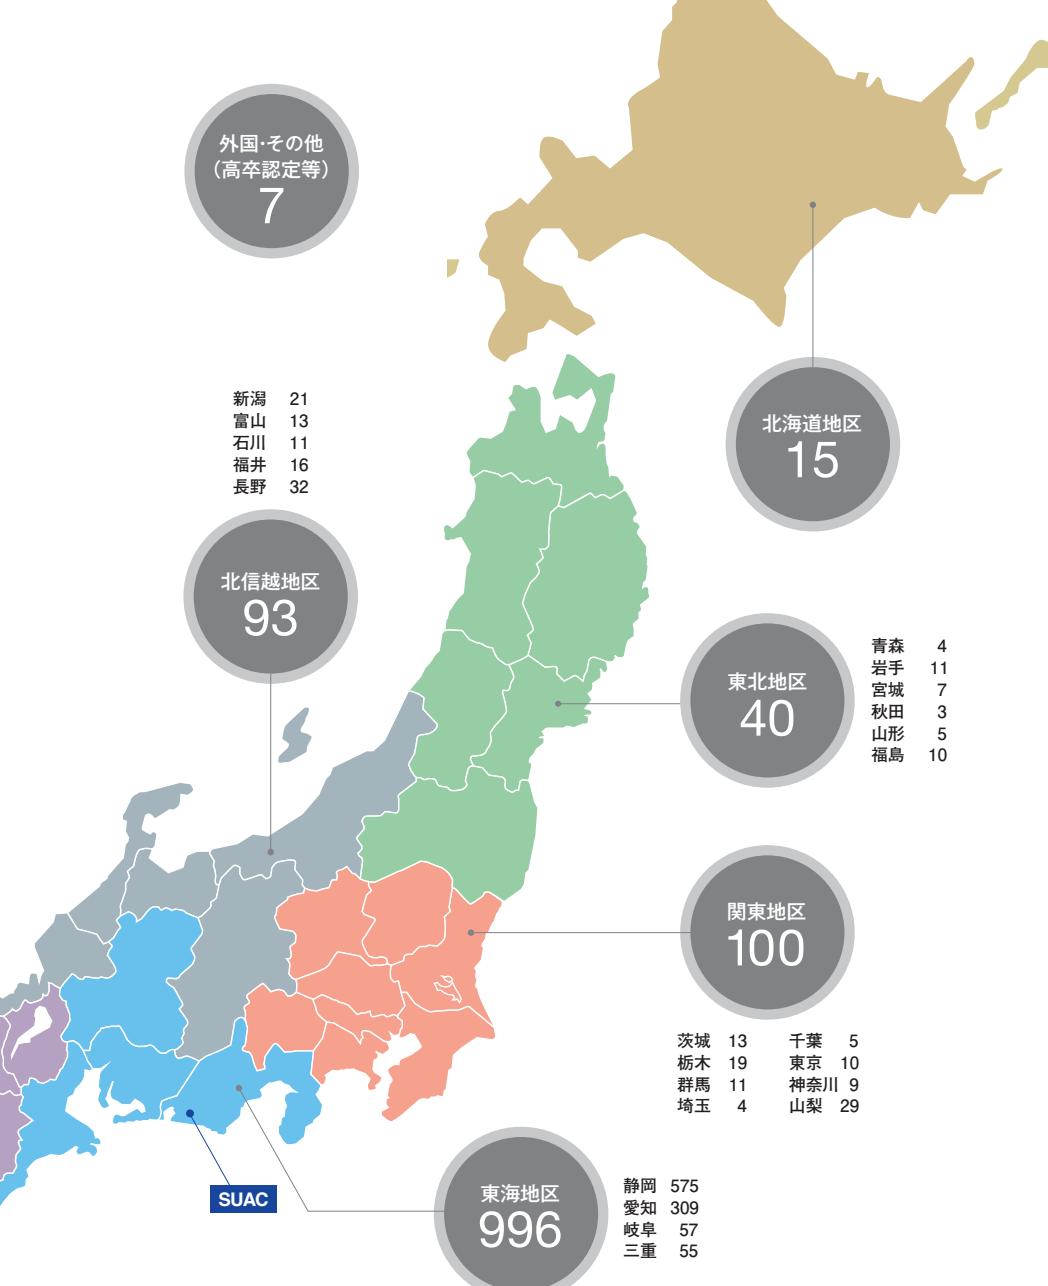 外国・その他
（高卒認定等）
7
北海道地区
15
新潟 21
富山 13
石川 11
福井 16
長野 32
北信越地区
93
東北地区
40
青森 4
岩手 11
宮城 7
秋田 3
山形 5
福島 10
関東地区
100
茨城 13 千葉 5
栃木 19 東京 10
群馬 11 神奈川 9
埼玉 4 山梨 29
SUAC
東海地区
996
静岡 575
愛知 309
岐阜 57
三重 55